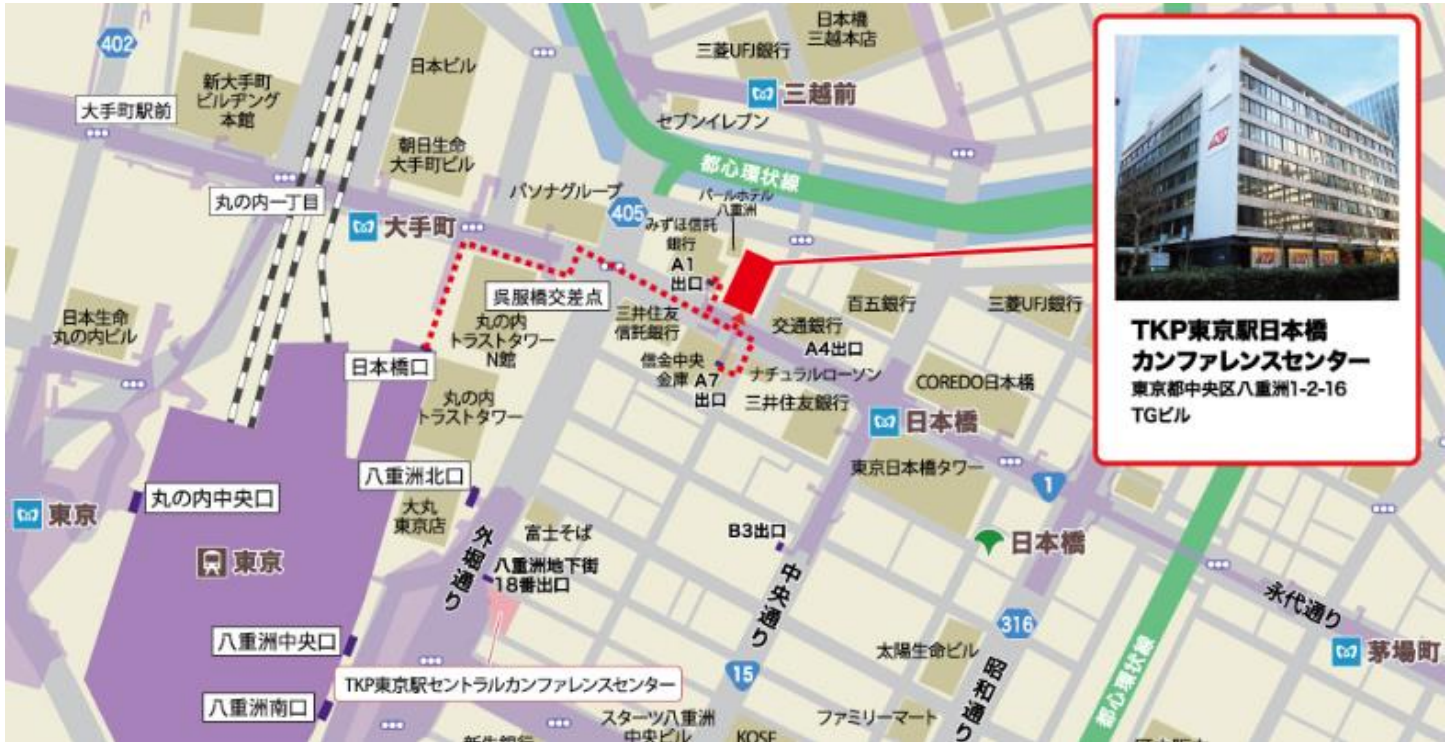 402
日本ビル
三菱UFJ銀行
日本橋
三越本店
新大手町
ビルヂング
本館
大手町駅前
三越前
セブンイレブン
朝日生命
大手町ビル
都心環状線
丸の内一丁目
大手町
パソナグループ
405
パールホテル
八重洲
みずほ信託
銀行
A1
出口
呉服橋交差点
三井住友
信託銀行
交通銀行
A4出口
百五銀行
三菱UFJ銀行
日本生命
丸の内ビル
丸の内
トラストタワー
N館
日本橋口
信金中央
金庫
A7
出口
ナチュラルローソン
三井住友銀行
COREDO日本橋
丸の内
トラストタワー
日本橋
東京日本橋タワー
1
八重洲北口
丸の内中央口
東京
大丸
東京店
外堀通り
富士そば
八重洲地下街
18番出口
B3出口
日本橋
東京
中央通り
永代通り
316
八重洲中央口
太陽生命ビル
昭和通り
都心環状線
茅場町
TKP東京駅セントラルカンファレンスセンター
15
八重洲南口
スターツ八重洲
中央ビル
ファミリーマート
新生銀行
KOSE
TKP
TKP東京駅日本橋
カンファレンスセンター
東京都中央区八重洲1-2-16
TGビル